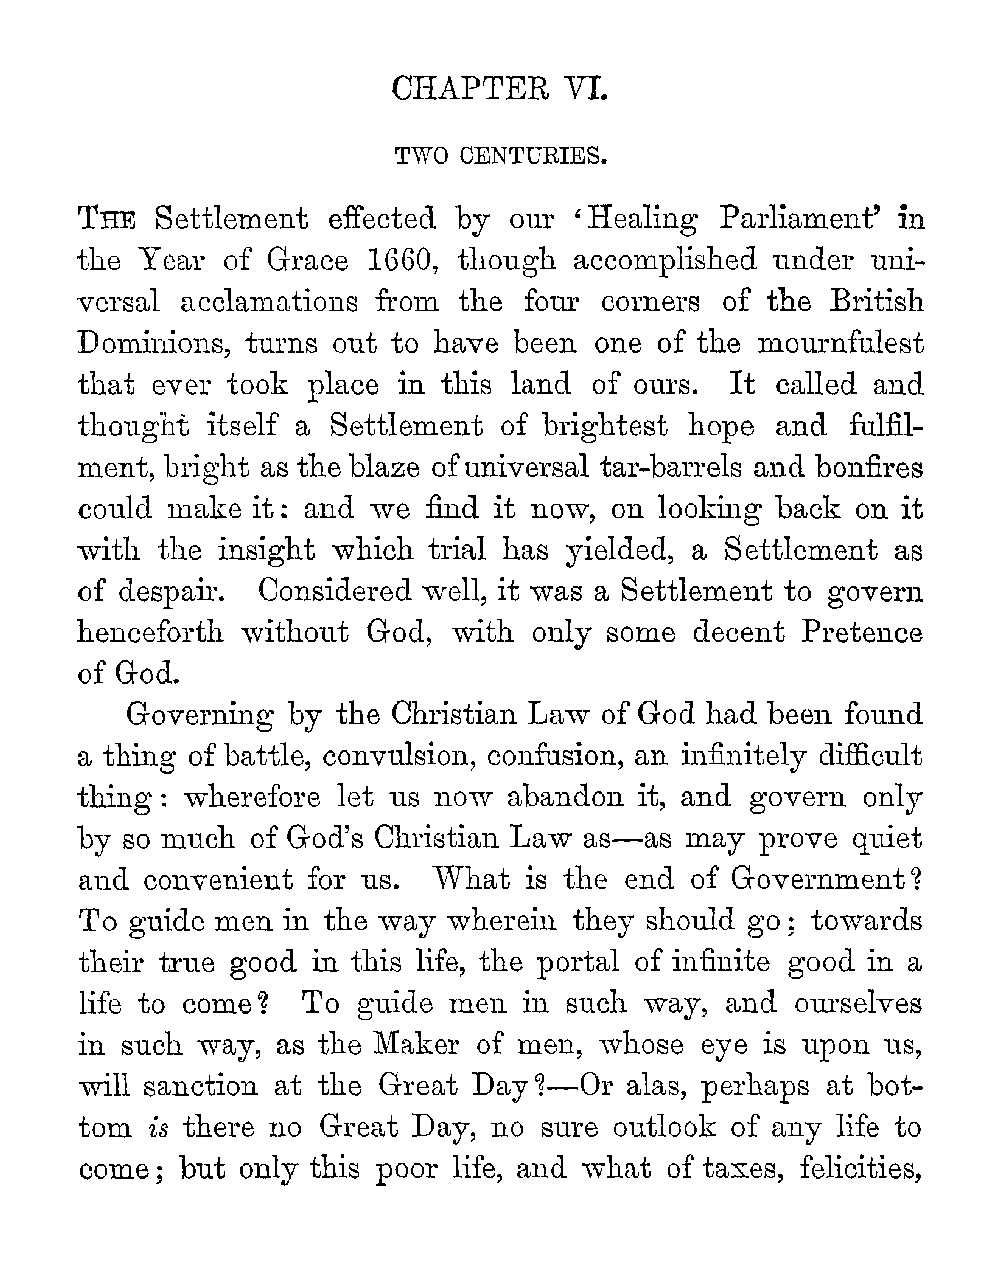 CHAPTER VI.
TWO CENTURIES.
THE Settlement effected by our ‘Healing Parliament’ in
the Year of Grace 1660, though accomplished under uni-
versal acclamations from the four corners of the British
Dominions, turns out to have been one of the mournfulest
that ever took place in this land of ours. It called and
thought itself a Settlement of brightest hope and fulfil-
ment, bright as the blaze of universal tar-barrels and bonfires
could make it: and we find it now, on looking back on it
with the insight which trial has yielded, a Settlement as
of despair. Considered well, it was a Settlement to govern
henceforth without God, with only some decent Pretence
of God.
Governing by the Christian Law of God had been found
a thing of battle, convulsion, confusion, an infinitely difficult
thing: wherefore let us now abandon it, and govern only
by so much of God's Christian Law as—as may prove quiet
and convenient for us. What is the end of Government?
To guide men in the way wherein they should go; towards
their true good in this life, the portal of infinite good in a
life to come? To guide men in such way, and ourselves
in such way, as the Maker of men, whose eye is upon us,
will sanction at the Great Day?—Or alas, perhaps at bot-
tom is there no Great Day, no sure outlook of any life to
come; but only this poor life, and what of taxes, felicities,